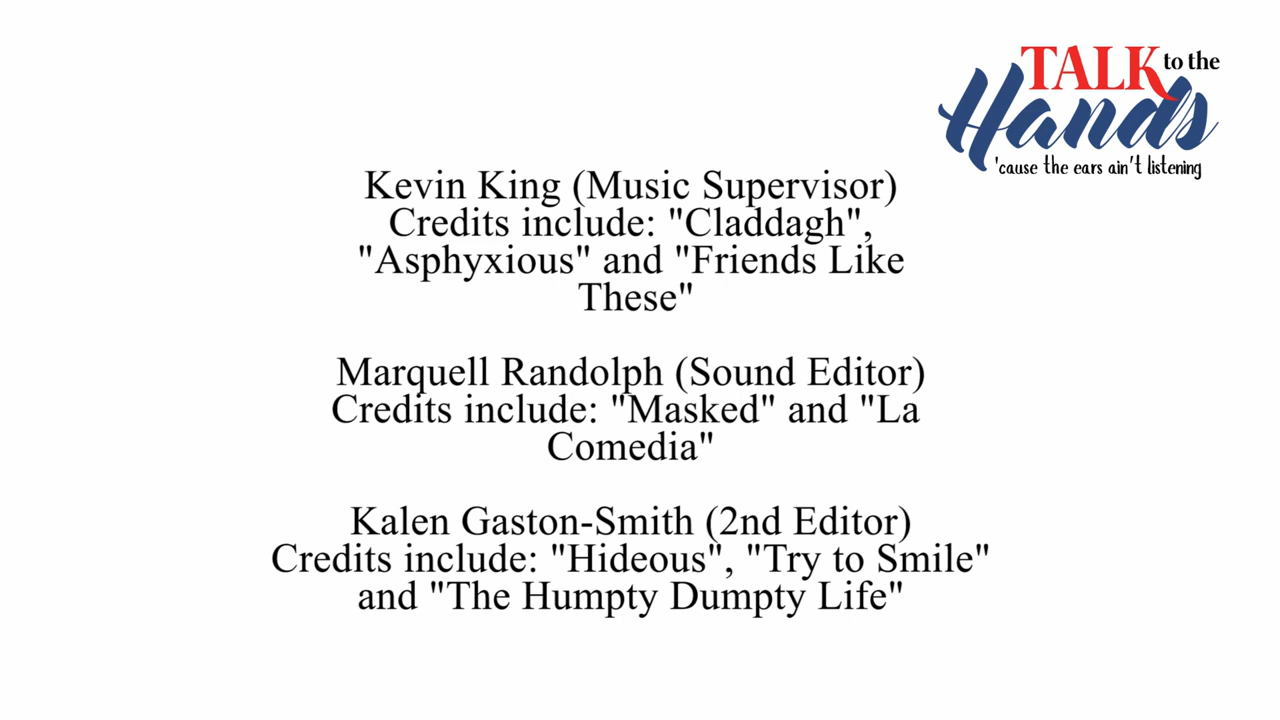 TALK to the
Hands
'cause the ears ain't listening
Kevin King (Music Supervisor)
Credits include: "Claddagh",
"Asphyxious" and "Friends Like
These"
Marquell Randolph (Sound Editor)
Credits include: "Masked" and "La
Comedia"
Kalen Gaston-Smith (2nd Editor)
Credits include: "Hideous", "Try to Smile"
and "The Humpty Dumpty Life"